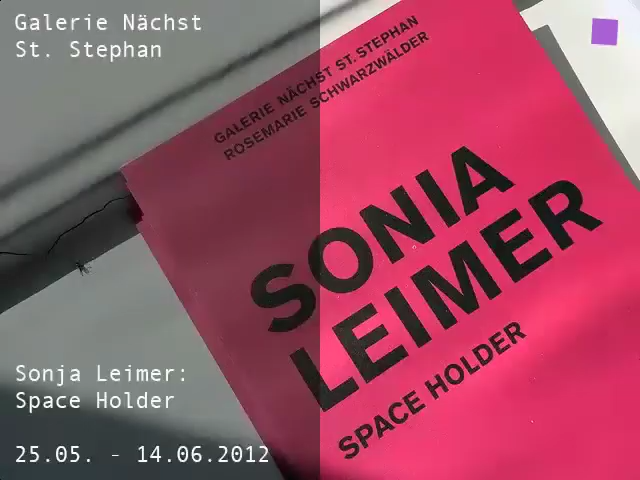 Galerie Nächst
St. Stephan
GALERIE NÄCHST ST. STEPHAN
ROSEMARIE SCHWARZWÄLDER
SONIA
LEIMER
SPACE HOLDER
Sonja Leimer:
Space Holder
25.05. - 14.06.2012